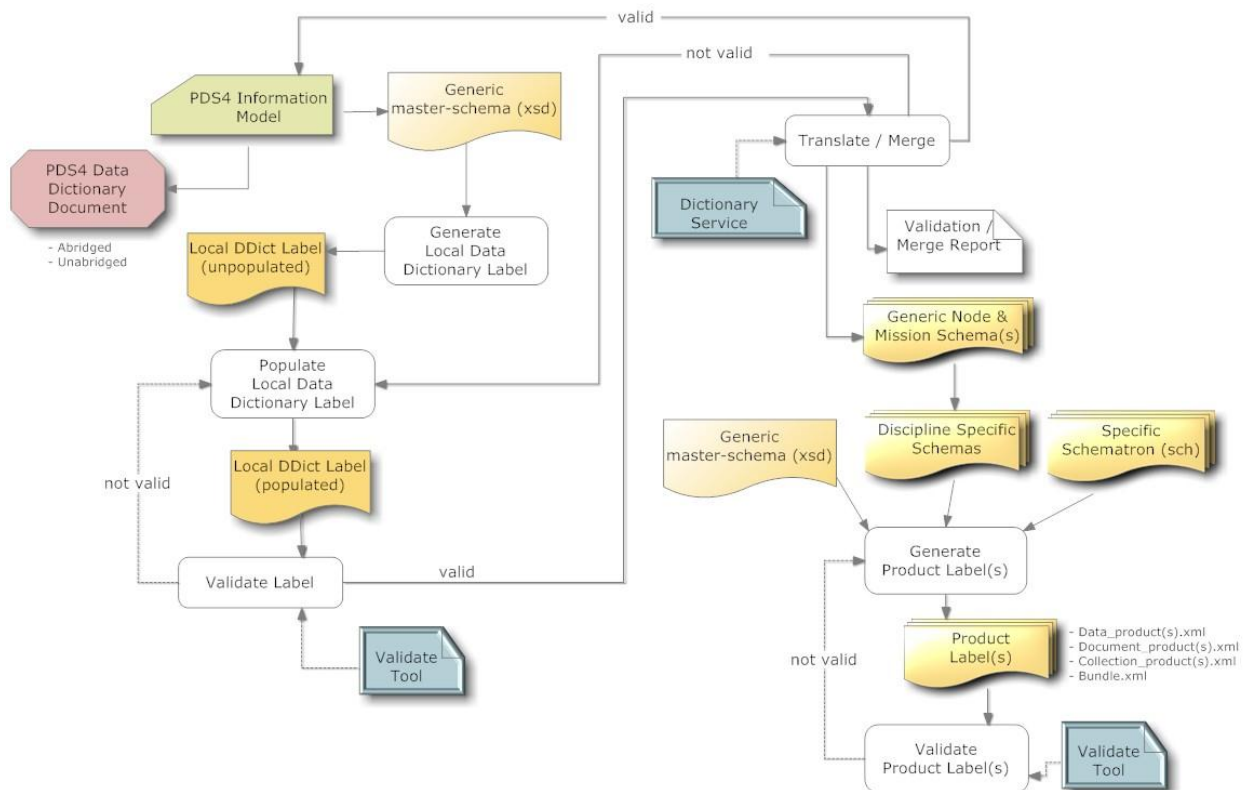 valid
not valid
PDS4 Information
Model
Generic
master-schema (xsd)
Translate / Merge
PDS4 Data
Dictionary
Document
- Abridged
- Unabridged
Dictionary
Service
Generate
Local Data
Dictionary Label
Validation /
Merge Report
Local DDict Label
(unpopulated)
Generic Node &
Mission Schema(s)
Populate
Local Data
Dictionary Label
Generic
master-schema (xsd)
Discipline Specific
Schemas
Specific
Schematron (sch)
Local DDict Label
(populated)
not valid
Validate Label
valid
Generate
Product Label(s)
Validate
Tool
not valid
Product
Label(s)
- Data_product(s).xml
- Document_product(s).xml
- Collection_product(s).xml
- Bundle.xml
Validate
Product Label(s)
Validate
Tool